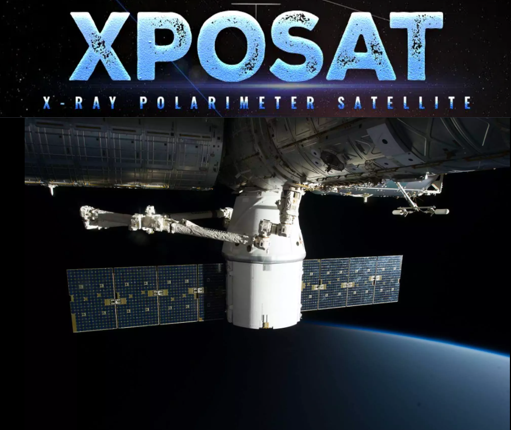 XPOSAT
X-RAY POLARIMETER SATELLITE